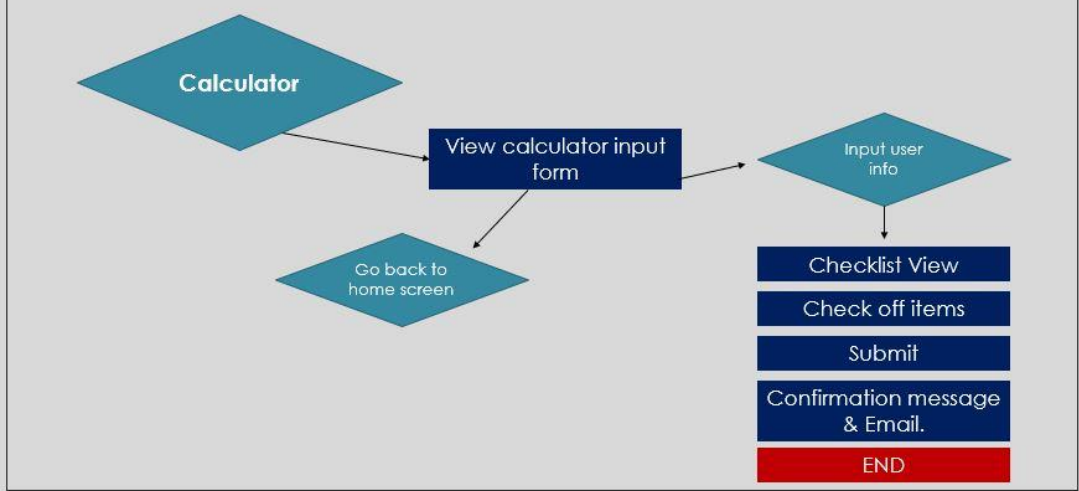 Calculator
View calculator input
form
Input user
info
Go back to
home screen
Checklist View
Check off items
Submit
Confirmation message
& Email.
END